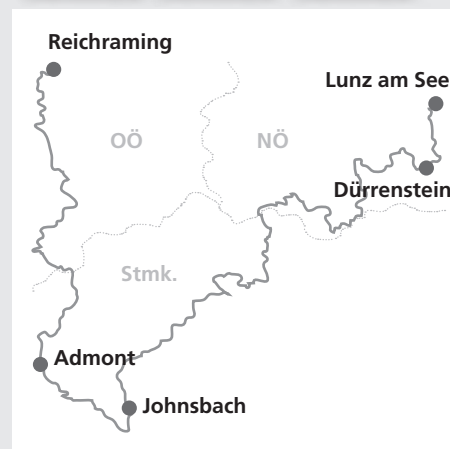 Reichraming
Lunz am See
OÖ
NÖ
Dürrenstein
Stmk.
Admont
Johnsbach